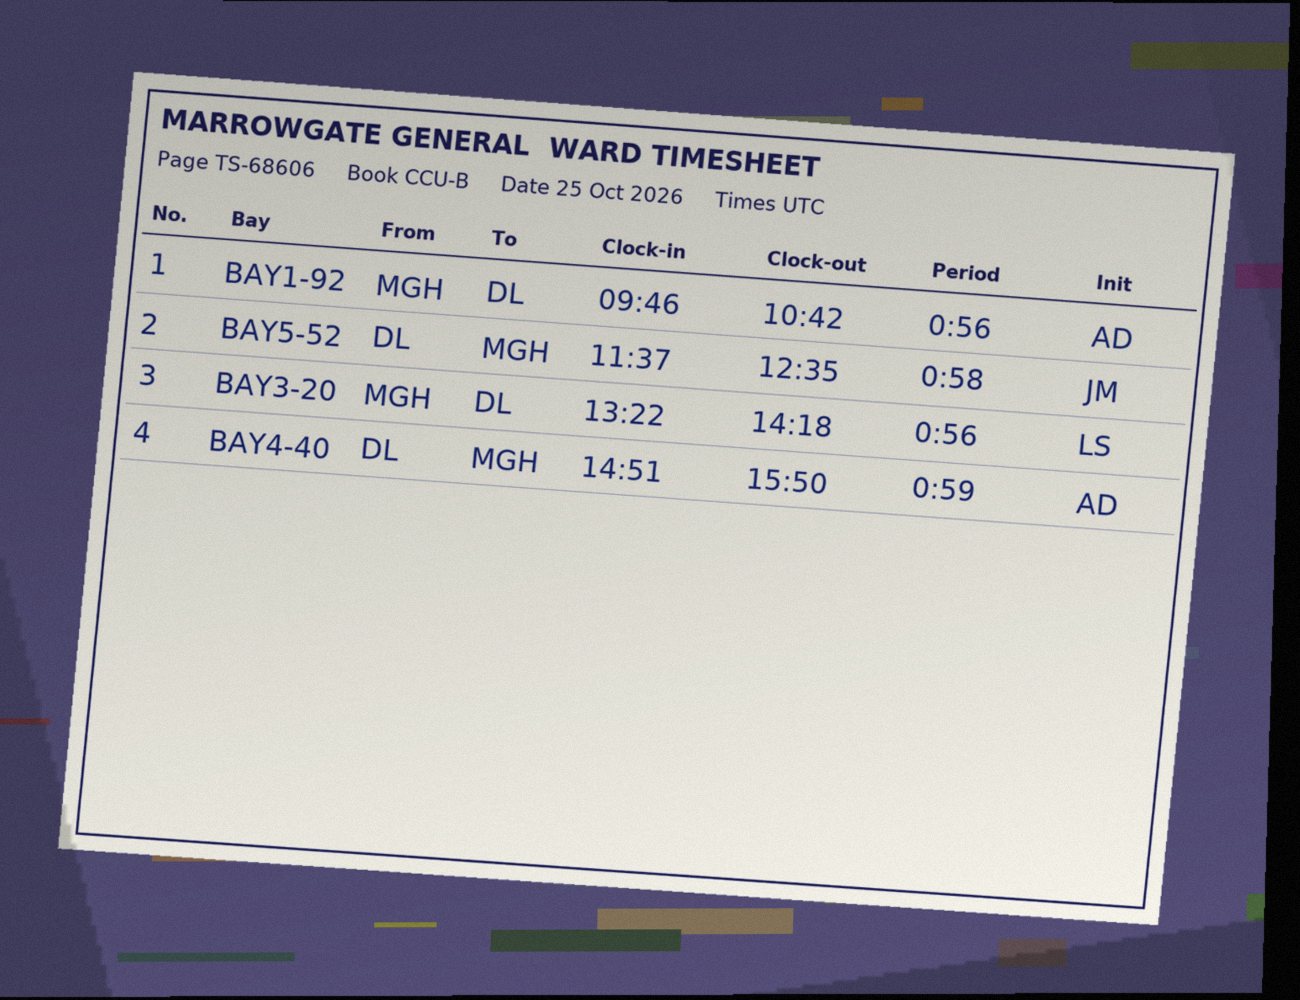 MARROWGATE GENERAL WARD TIMESHEET
Page TS-68606 Book CCU-B Date 25 Oct 2026 Times UTC
No. Bay From To Clock-in Clock-out Period Init
1 BAY1-92 MGH DL 09:46 10:42 0:56 AD
2 BAY5-52 DL MGH 11:37 12:35 0:58 JM
3 BAY3-20 MGH DL 13:22 14:18 0:56 LS
4 BAY4-40 DL MGH 14:51 15:50 0:59 AD